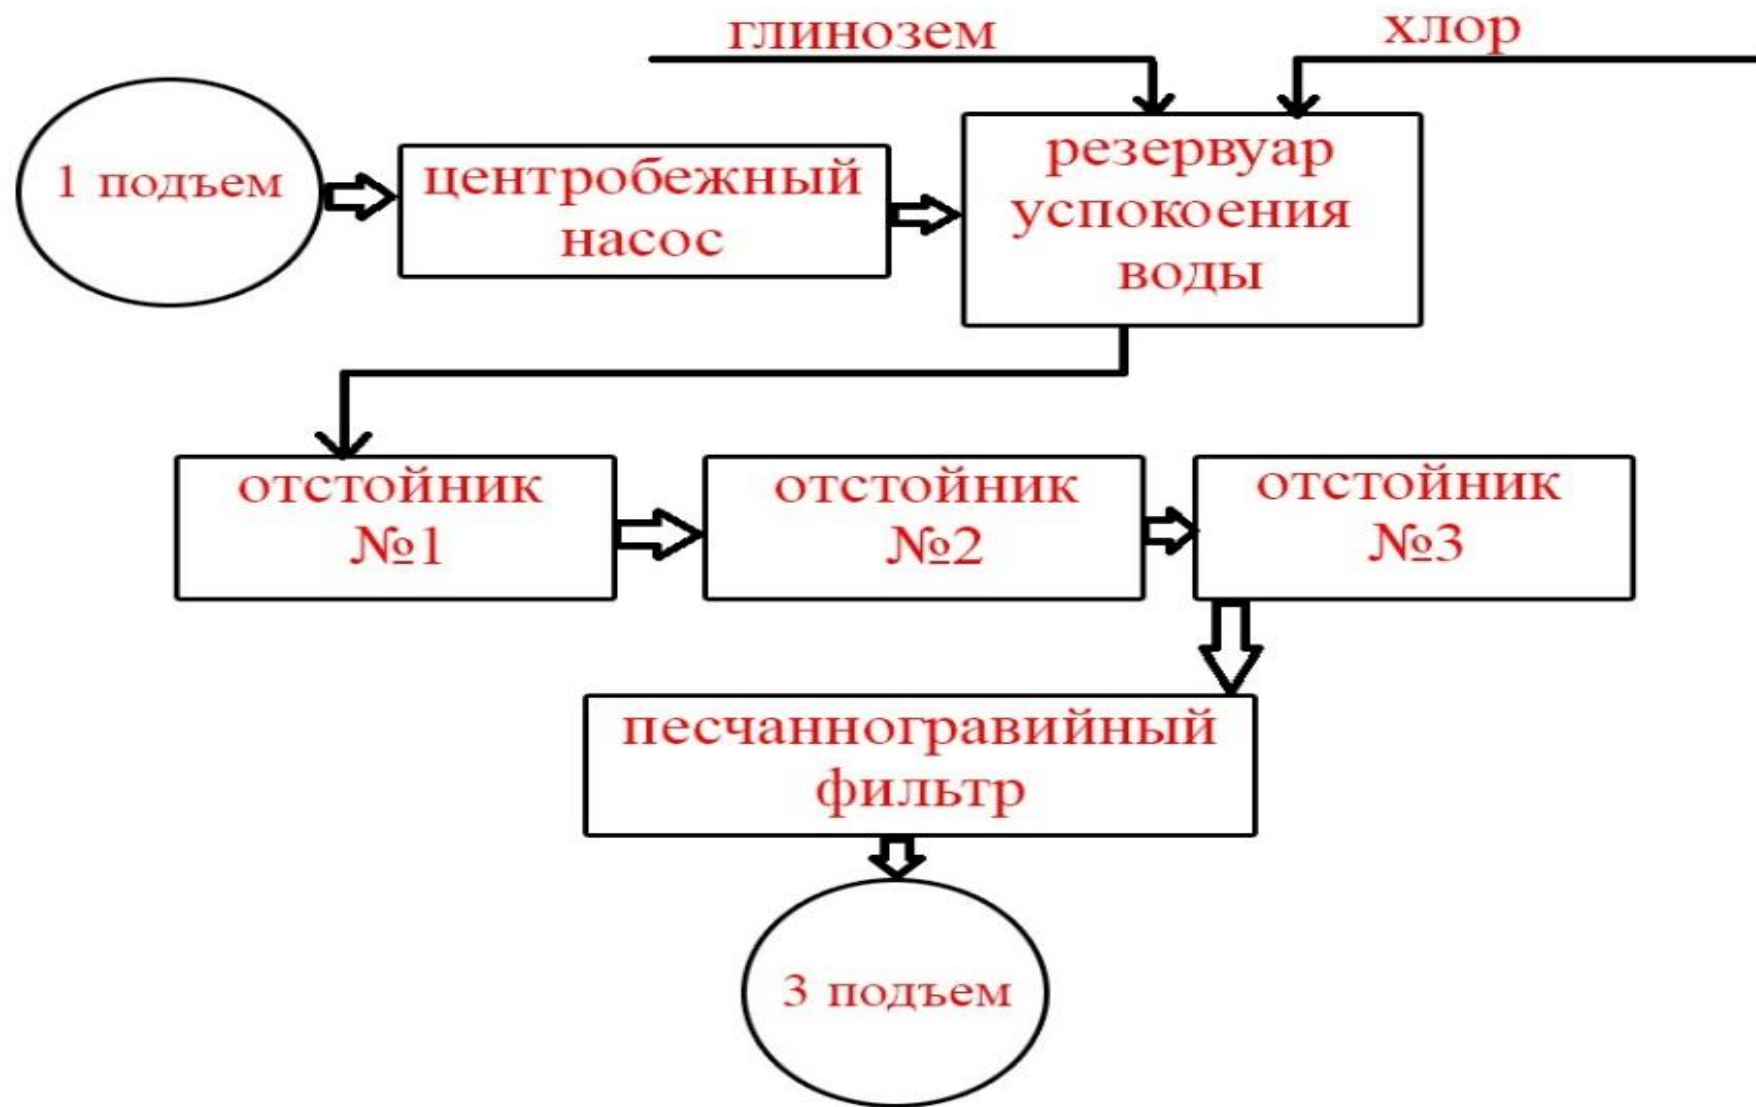 глинозем
хлор
1 подъем
центробежный
насос
резервуар
успокоения
воды
отстойник
№1
отстойник
№2
отстойник
№3
песчанногравийный
фильтр
3 подъем